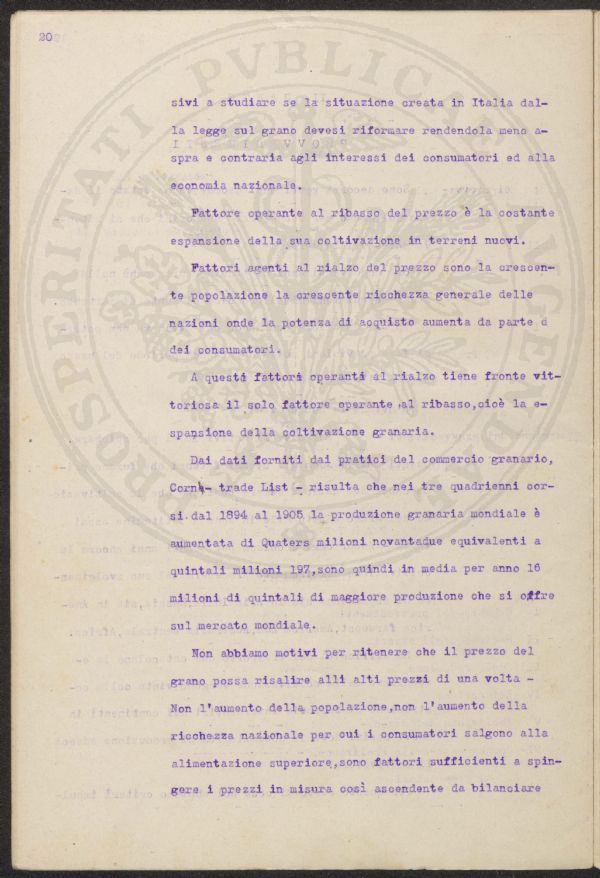 20
sivi a studiare se la situazione creata in Italia dal-
la legge sul grano devesi riformare rendendola meno a-
spra e contraria agli interessi dei consumatori ed alla
economia nazionale.
Fattore operante al ribasso del prezzo è la costante
espansione della sua coltivazione in terreni nuovi.
Fattori agenti al rialzo del prezzo sono la crescen-
te popolazione la crescente ricchezza generale delle
nazioni onde la potenza di acquisto aumenta da parte d
dei consumatori.
A questi fattori operanti al rialzo tiene fronte vit-
toriosa il solo fattore operante al ribasso,cioè la e-
spansione della coltivazione granaria.
Dai dati forniti dai pratici del commercio granario,
Corn - trade List - risulta che nei tre quadrienni cor-
si dal 1894 al 1905 la produzione granaria mondiale è
aumentata di Quaters milioni novantadue equivalenti a
quintali milioni 197,sono quindi in media per anno 16
milioni di quintali di maggiore produzione che si offre
sul mercato mondiale.
Non abbiamo motivi per ritenere che il prezzo del
grano possa risalire alli alti prezzi di una volta -
Non l'aumento della popolazione,non l'aumento della
ricchezza nazionale per cui i consumatori salgono alla
alimentazione superiore,sono fattori sufficienti a spin-
gere i prezzi in misura così ascendente da bilanciare
PROSPERITATI PVBLICAE AVGENDAE